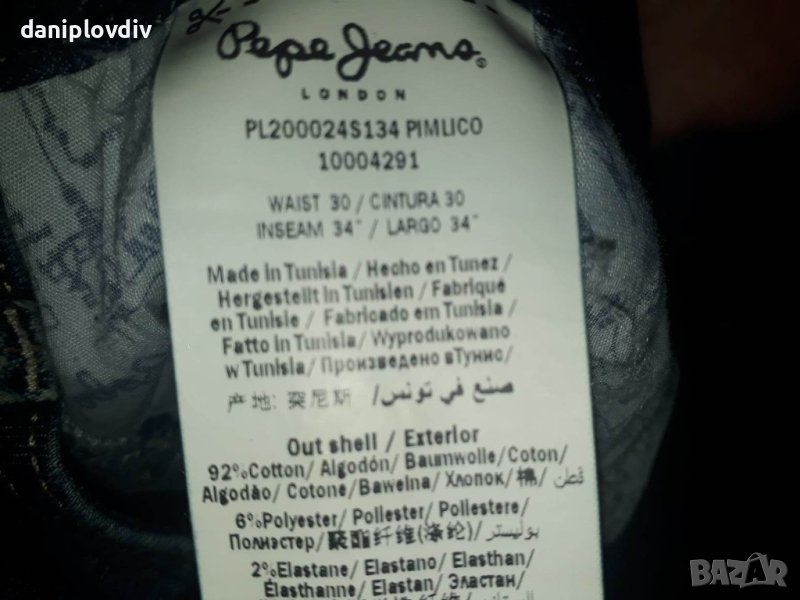 daniplovdiv
Pepe Jeans®
LONDON
PL200024S134 PIMLICO
10004291
WAIST 30 / CINTURA 30
INSEAM 34" / LARGO 34"
Made in Tunisia / Hecho en Tunez /
Hergestellt in Tunisien / Fabriqué
en Tunisie / Fabricado em Tunisia /
Fatto in Tunisia / Wyprodukowano
w Tunisia / Произведено вТунис/
产 地: 突尼斯 / صنع في تونس
Out shell / Exterior
92%Cotton/ Algodón/ Baumwolle/Coton/
Algodão/ Cotone/ Bawelna/ Хлопок/ 棉/ قطن
6%Polyester/ Poliester/ Poliestere/
Полиэстер/聚酯纤维(涤纶)/ بوليستر/
2%Elastane/ Elastano/ Elasthan/
Élasthanne/ Elastan/ Эластан/
BAZAR